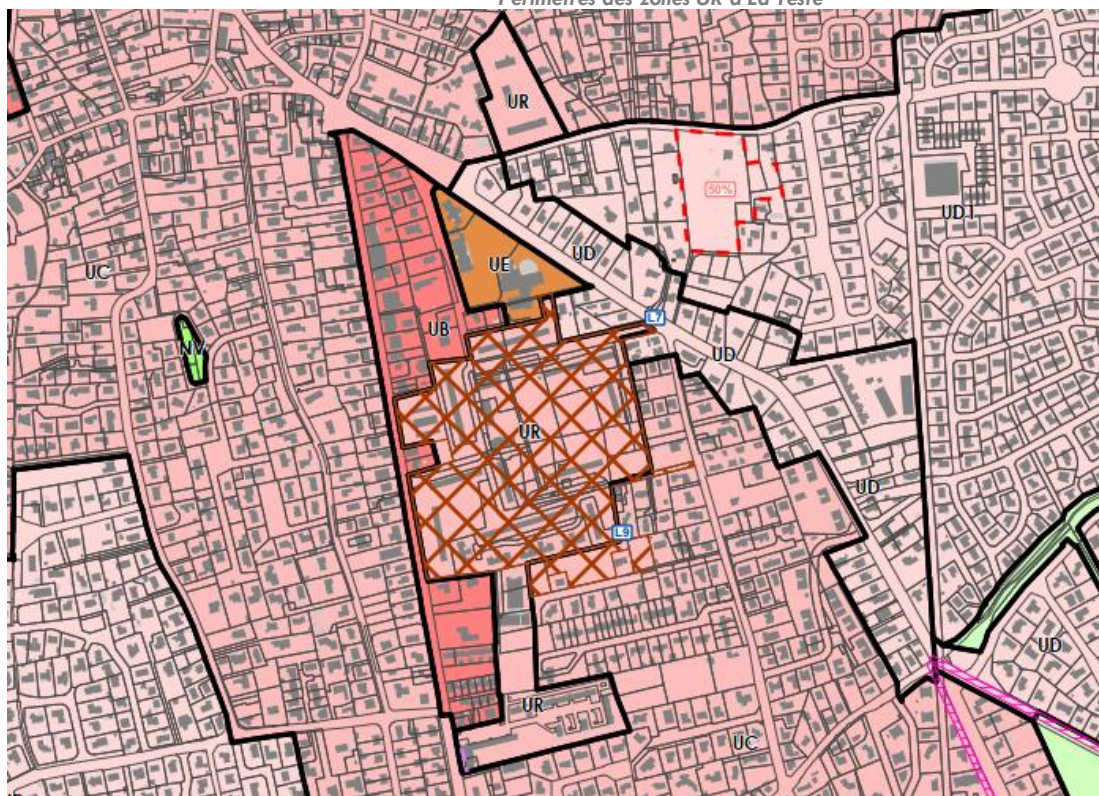 Périmètres des zones UR à La Teste
UR
50%
UD1
UC
UE
UD
UB
L7
NV
UD
UR
UD
L9
UD
UR
UC